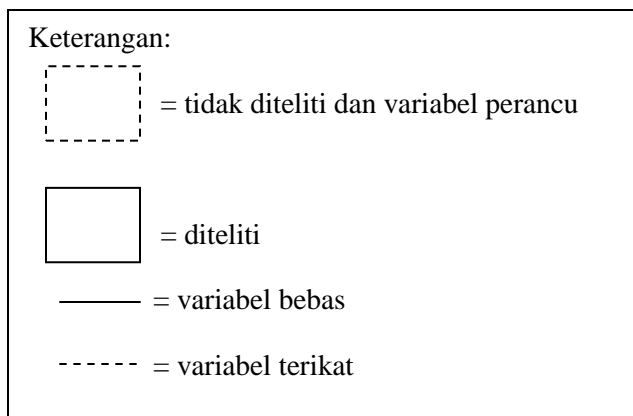 Keterangan:
= tidak diteliti dan variabel perancu
= diteliti
= variabel bebas
= variabel terikat